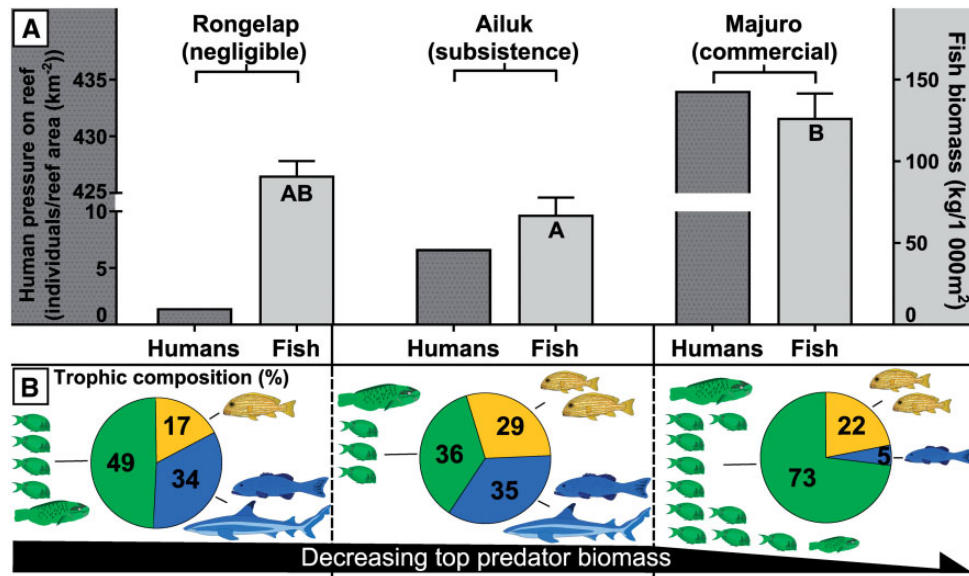 A
Rongelap
(negligible)
Ailuk
(subsistence)
Majuro
(commercial)
Human pressure on reef
(individuals/reef area (km-2))
435
430
425
10
5
0
AB
A
B
150
100
50
0
Fish biomass (kg/1 000m2)
Humans Fish
Humans Fish
Humans Fish
B
Trophic composition (%)
17
49
34
29
36
35
22
5
73
Decreasing top predator biomass